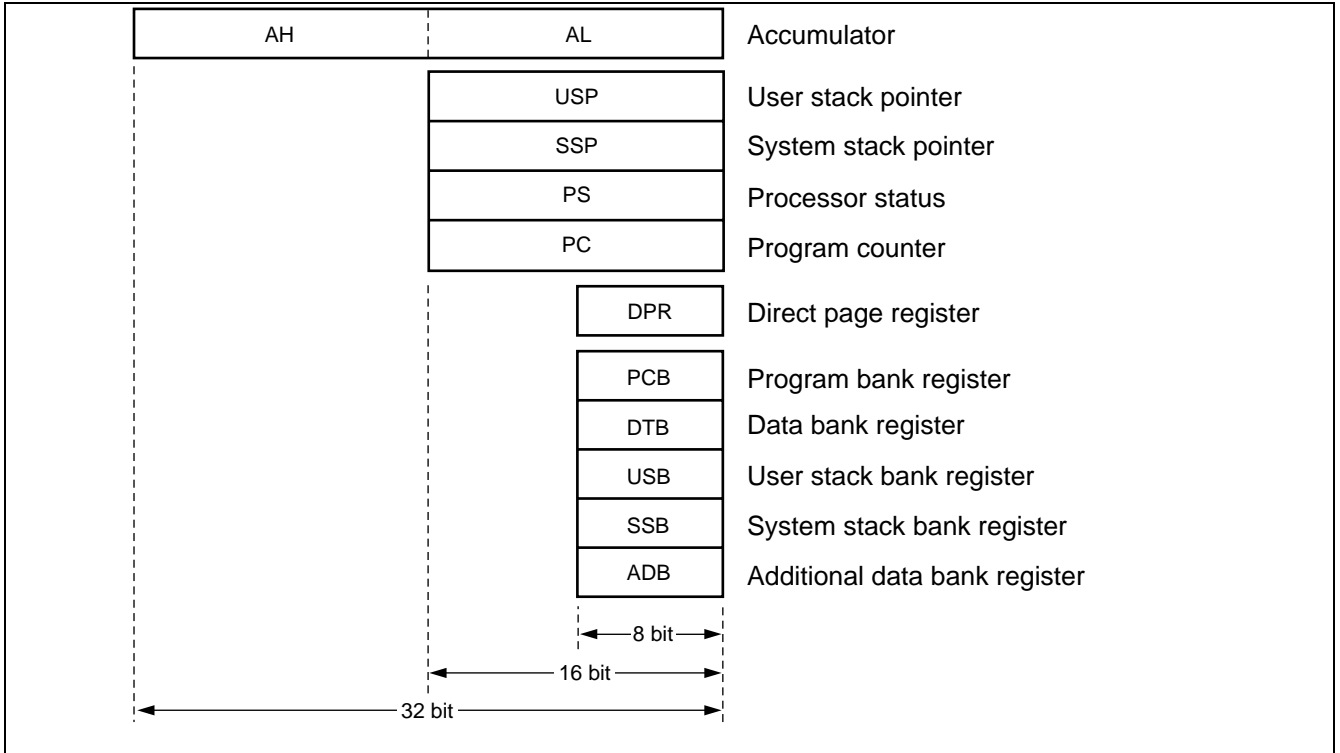 AH AL Accumulator
USP User stack pointer
SSP System stack pointer
PS Processor status
PC Program counter
DPR Direct page register
PCB Program bank register
DTB Data bank register
USB User stack bank register
SSB System stack bank register
ADB Additional data bank register
8 bit
16 bit
32 bit